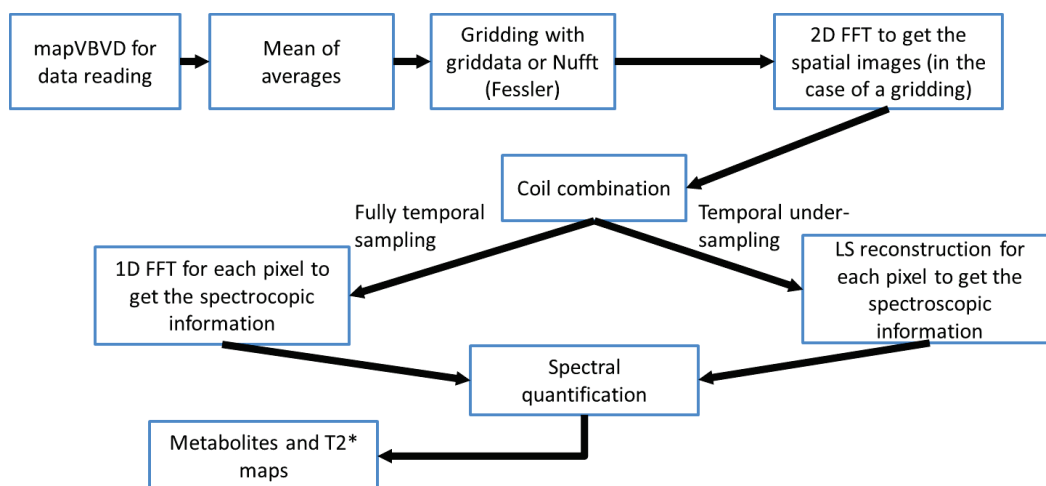 mapVBVD for
data reading
Mean of
averages
Gridding with
griddata or Nufft
(Fessler)
2D FFT to get the
spatial images (in the
case of a gridding)
Coil combination
Fully temporal
sampling
Temporal under-
sampling
1D FFT for each pixel to
get the spectrocopic
information
LS reconstruction for
each pixel to get the
spectroscopic
information
Spectral
quantification
Metabolites and T2*
maps